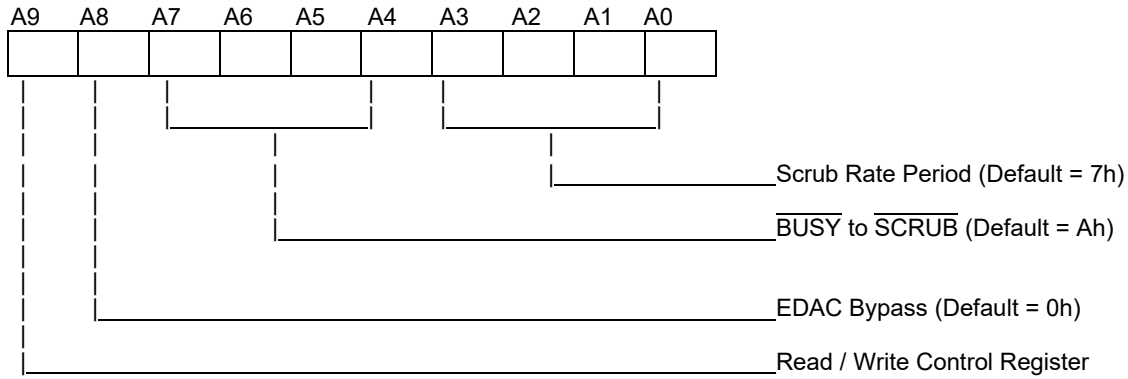 A9 A8 A7 A6 A5 A4 A3 A2 A1 A0
Scrub Rate Period (Default = 7h)
BUSY to SCRUB (Default = Ah)
EDAC Bypass (Default = 0h)
Read / Write Control Register